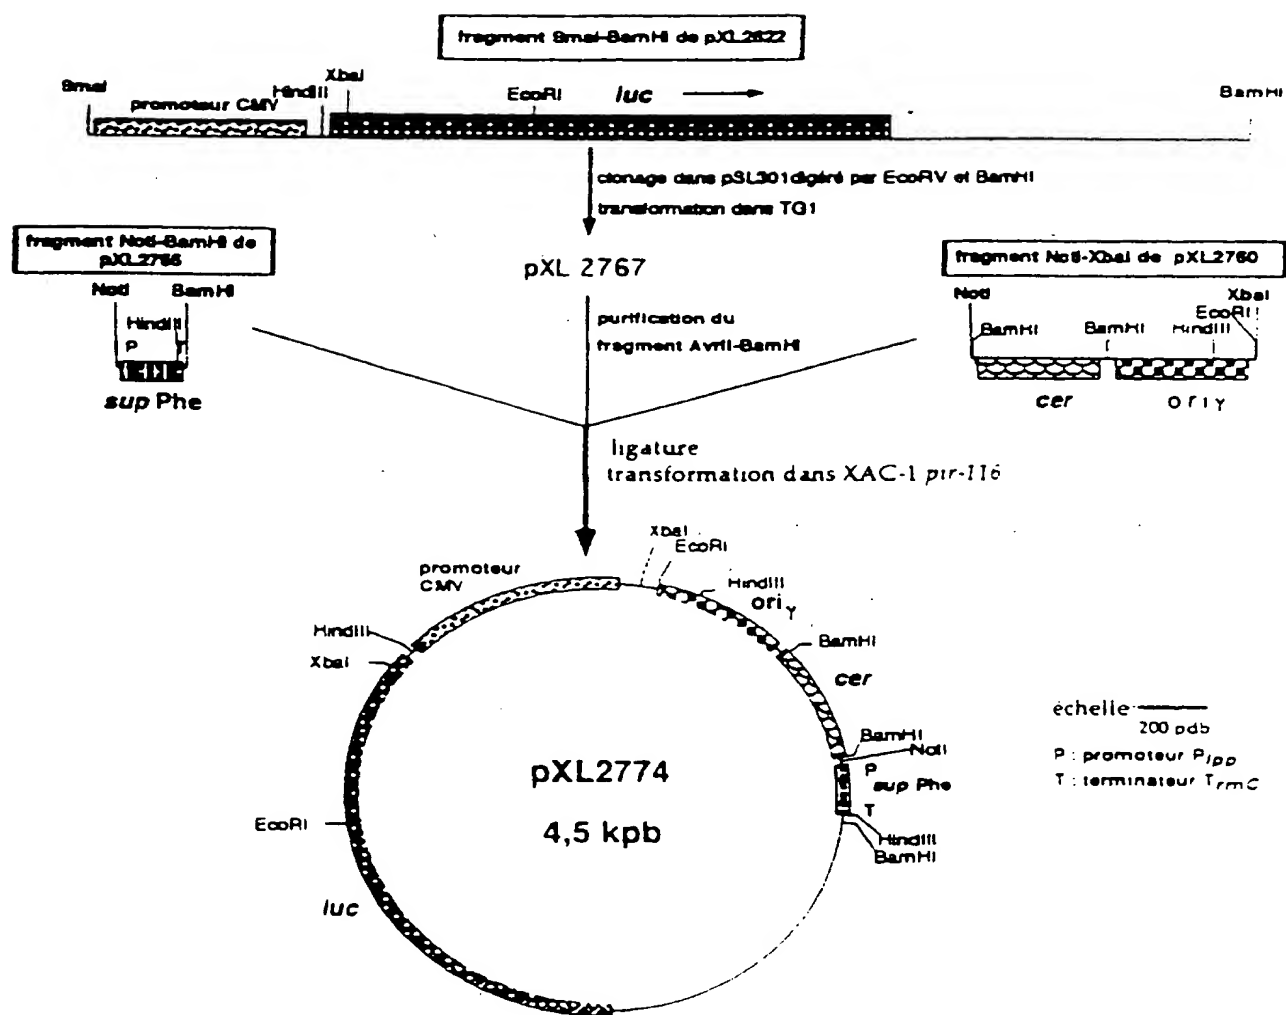 fragment SmaI-BamHI de pXL2622
SmaI
promoteur CMV
HindIII
XbaI
EcoRI
luc
BamHI
clonage dans pSL301digéré par EcoRV et BamHI
transformation dans TG1
fragment NotI-BamHI de
pXL2766
NotI
BamHI
HindIII
P
T
sup Phe
pXL 2767
purification du
fragment AvrII-BamHI
fragment NotI-XbaI de pXL2760
NotI
XbaI
EcoRI
BamHI
BamHI
HindIII
cer
ori γ
ligature
transformation dans XAC-1 pir-116
XbaI
EcoRI
promoteur
CMV
HindIII
ori γ
HindIII
XbaI
BamHI
cer
BamHI
NotI
P
sup Phe
T
HindIII
BamHI
pXL2774
4,5 kpb
EcoRI
luc
échelle
200 pdb
P : promoteur Plpp
T : terminateur TrrnC